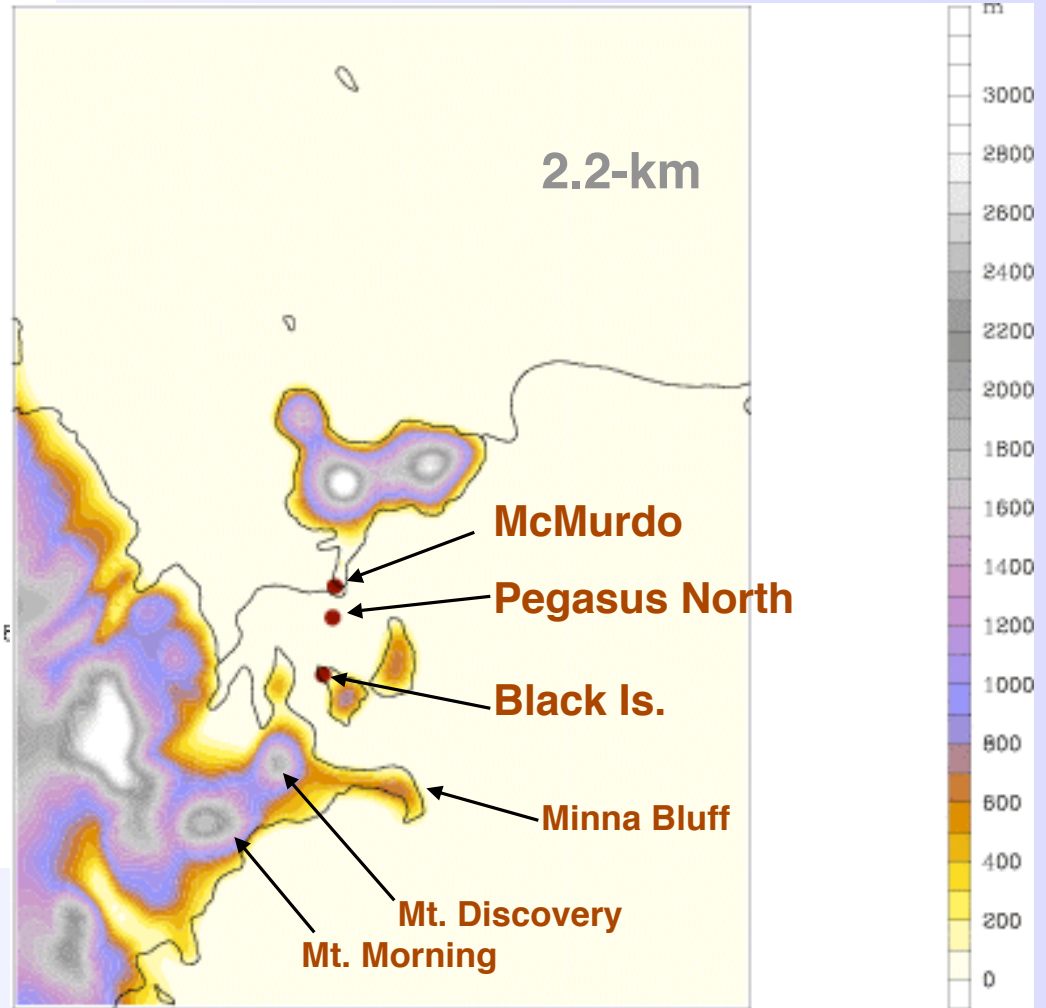 m
3000
2.2-km
2800
2600
2400
2200
2000
1800
McMurdo
1600
1400
Pegasus North
1200
1000
Black Is.
800
600
Minna Bluff
400
Mt. Discovery
200
Mt. Morning
0